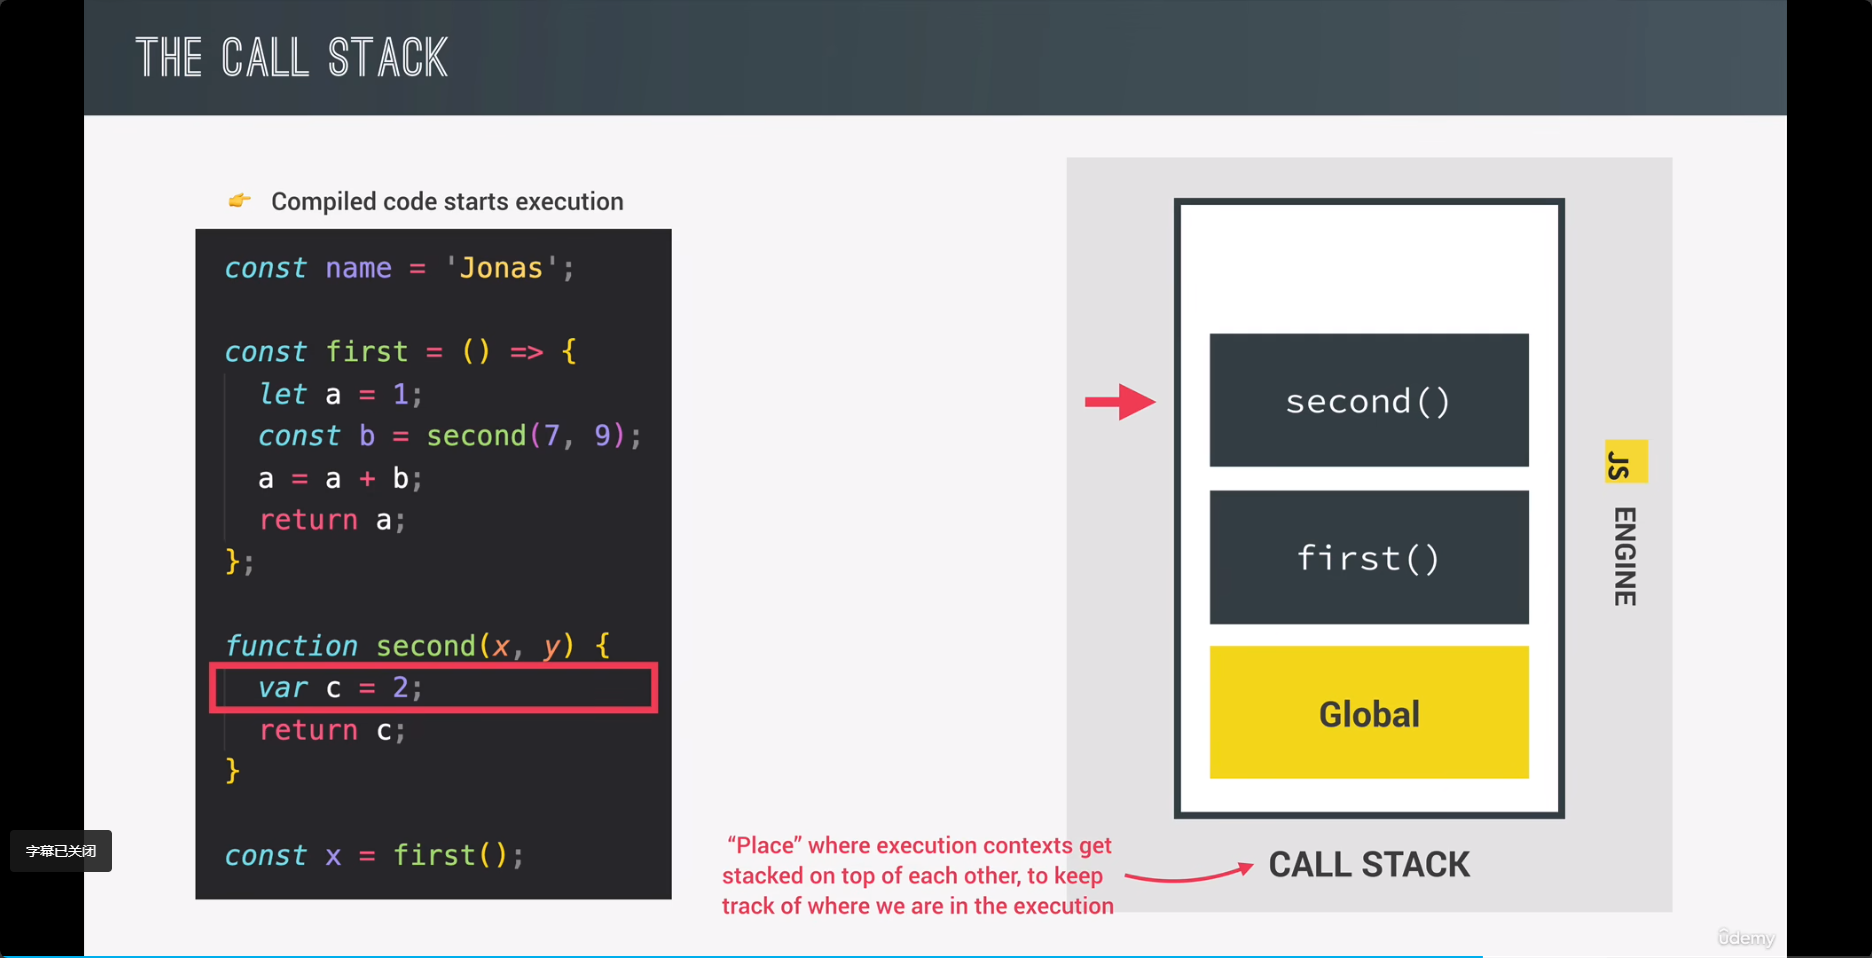 THE CALL STACK
👉 Compiled code starts execution
const name = 'Jonas';
const first = () => {
let a = 1;
const b = second(7, 9);
a = a + b;
return a;
};
function second(x, y) {
var c = 2;
return c;
}
const x = first();
second()
first()
Global
JS ENGINE
CALL STACK
“Place” where execution contexts get
stacked on top of each other, to keep
track of where we are in the execution
字幕已关闭
ûdemy